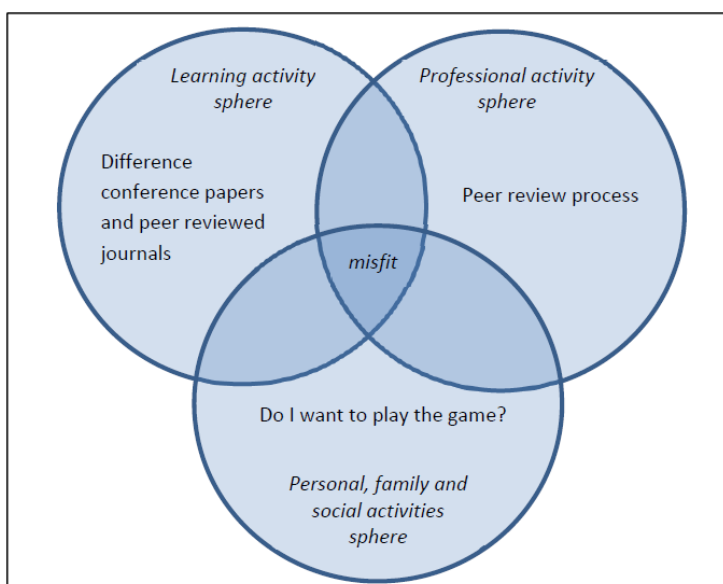 Learning activity
sphere
Professional activity
sphere
Difference
conference papers
and peer reviewed
journals
Peer review process
misfit
Do I want to play the game?
Personal, family and
social activities
sphere